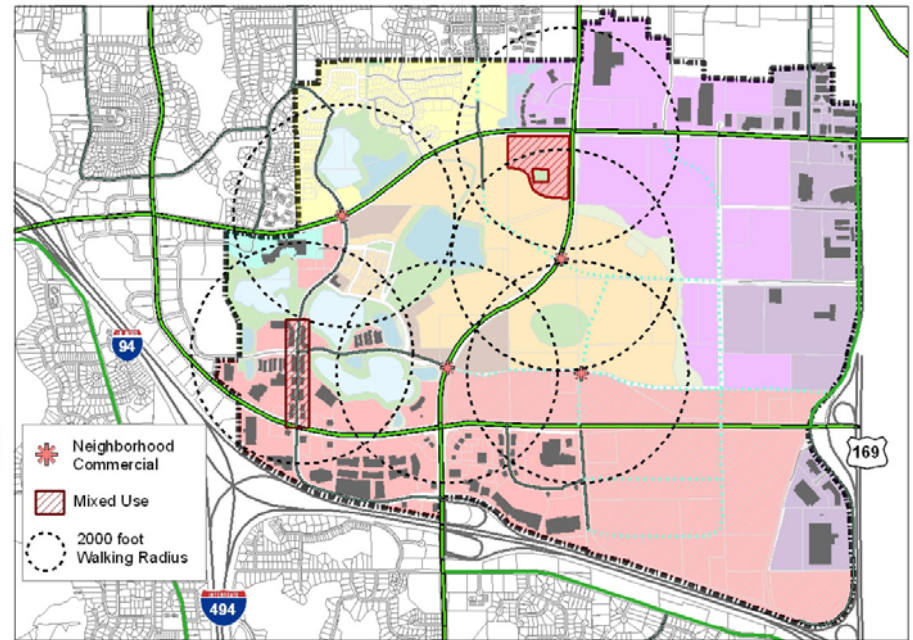 94
169
Neighborhood
Commercial
Mixed Use
2000 foot
Walking Radius
494